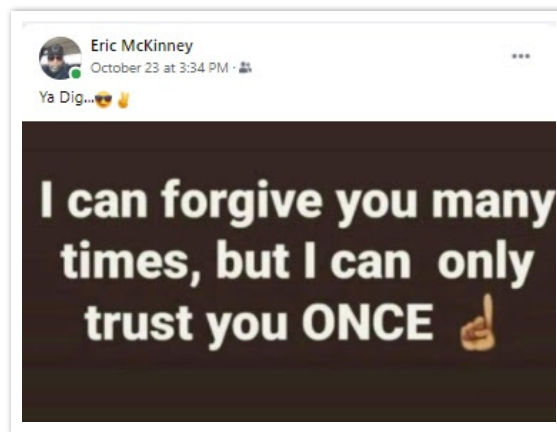 Eric McKinney
October 23 at 3:34 PM ·
Ya Dig...😎✌
I can forgive you many
times, but I can only
trust you ONCE ☝